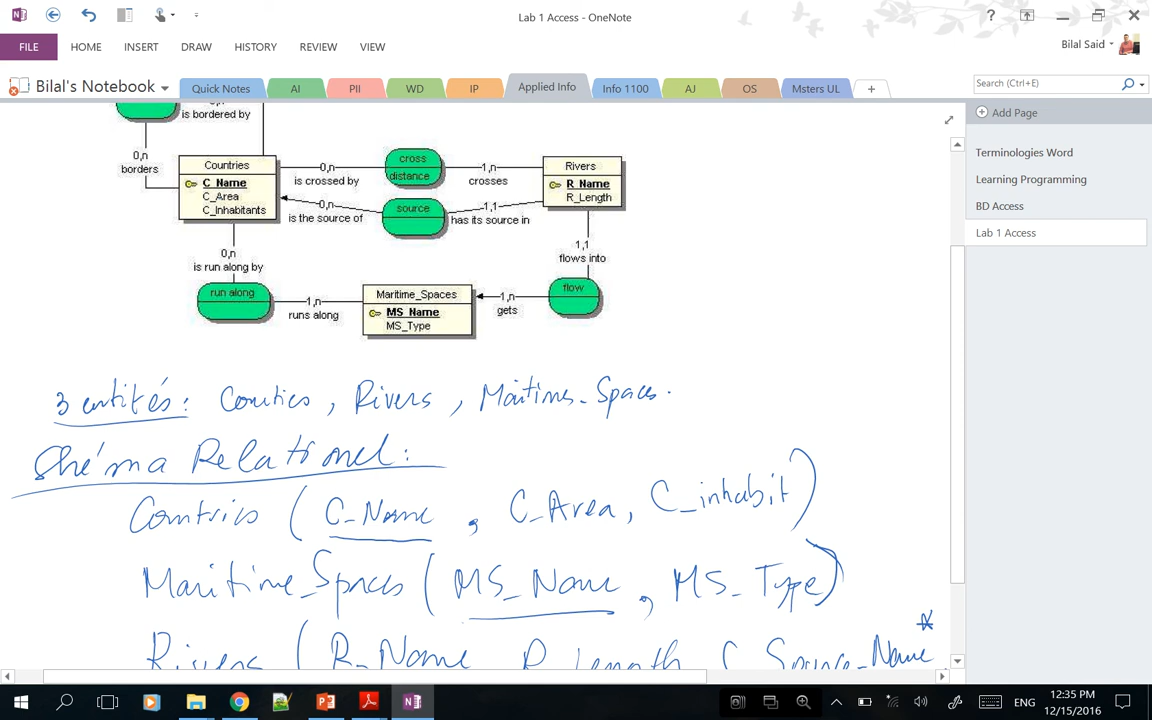 Lab 1 Access - OneNote
?
FILE HOME INSERT DRAW HISTORY REVIEW VIEW
Bilal Said
Bilal's Notebook Quick Notes AI PII WD IP Applied Info Info 1100 AJ OS Msters UL +
Search (Ctrl+E)
Add Page
Terminologies Word
Learning Programming
BD Access
Lab 1 Access
is bordered by
0,n
borders
Countries
C_Name
C_Area
C_Inhabitants
0,n
is crossed by
cross
distance
1,n
crosses
Rivers
R_Name
R_Length
0,n
is the source of
source
1,1
has its source in
0,n
is run along by
1,1
flows into
run along
1,n
runs along
Maritime_Spaces
MS_Name
MS_Type
1,n
gets
flow
3 entités: Countries, Rivers, Maritime_Spaces.
Shéma Relationel:
Countries (C_Name, C_Area, C_inhabit)
Maritime_Spaces (MS_Name, MS_Type)
Rivers (R_Name R_Length C_Source_Name*
ENG
12:35 PM
12/15/2016